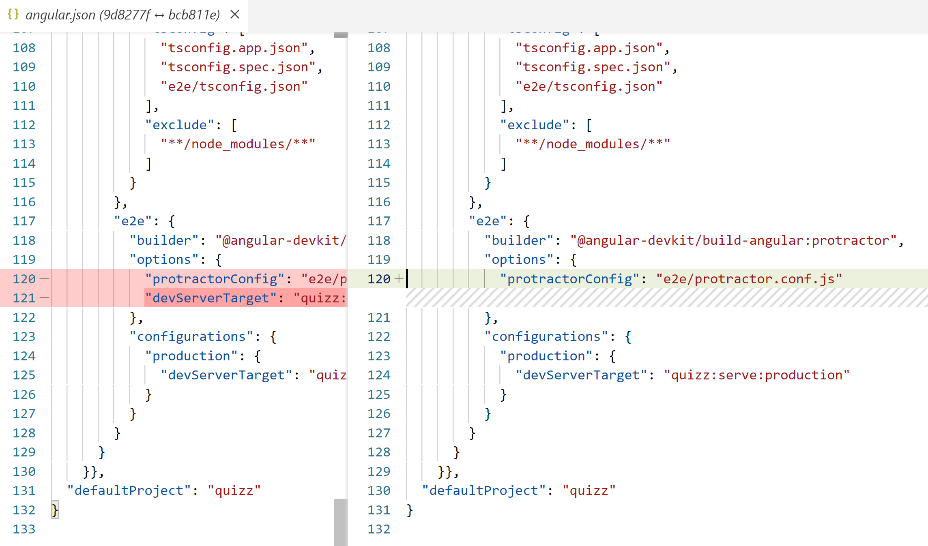 {} angular.json (9d8277f ↔ bcb811e) ×
108 "tsconfig.app.json",
109 "tsconfig.spec.json",
110 "e2e/tsconfig.json"
111 ],
112 "exclude": [
113 "**/node_modules/**"
114 ]
115 }
116 },
117 "e2e": {
118 "builder": "@angular-devkit/
119 "options": {
120 — "protractorConfig": "e2e/p
121 — "devServerTarget": "quizz:
122 },
123 "configurations": {
124 "production": {
125 "devServerTarget": "quiz
126 }
127 }
128 }
129 }
130 }},
131 "defaultProject": "quizz"
132 }
133
108 "tsconfig.app.json",
109 "tsconfig.spec.json",
110 "e2e/tsconfig.json"
111 ],
112 "exclude": [
113 "**/node_modules/**"
114 ]
115 }
116 },
117 "e2e": {
118 "builder": "@angular-devkit/build-angular:protractor",
119 "options": {
120 + "protractorConfig": "e2e/protractor.conf.js"
121 },
122 "configurations": {
123 "production": {
124 "devServerTarget": "quizz:serve:production"
125 }
126 }
127 }
128 }
129 }},
130 "defaultProject": "quizz"
131 }
132